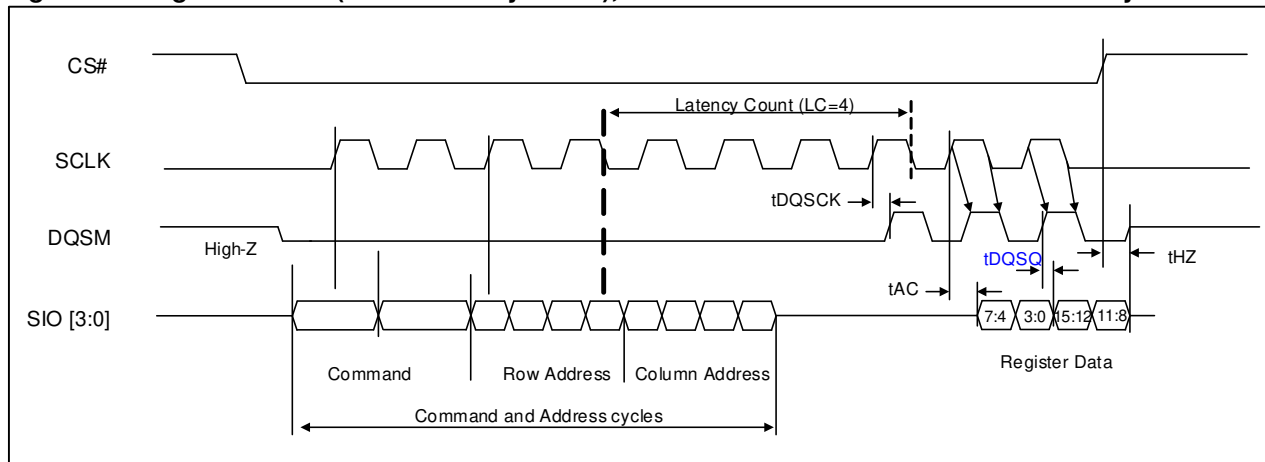 CS#
Latency Count (LC=4)
SCLK
tDQSCK
DQSM
High-Z
tDQSQ
tHZ
tAC
SIO [3:0]
7:4 3:0 15:12 11:8
Command Row Address Column Address
Register Data
Command and Address cycles